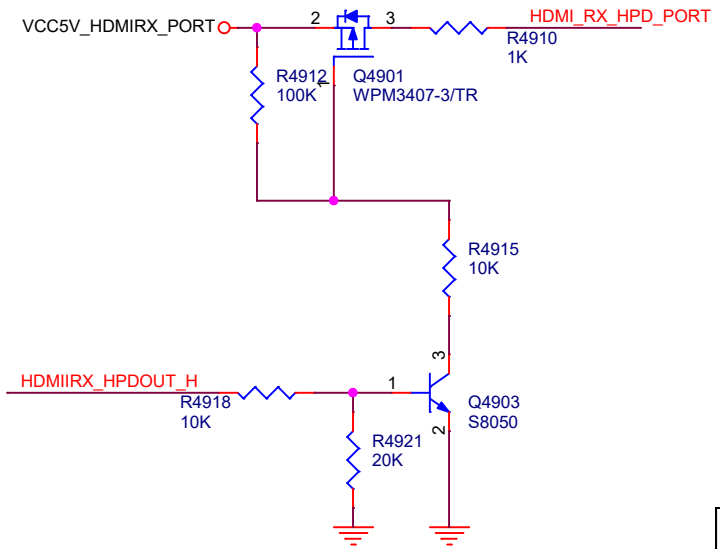 2
3
HDMI_RX_HPD_PORT
VCC5V_HDMIRX_PORT
R4910
1K
R4912
100K
1
Q4901
WPM3407-3/TR
R4915
10K
3
HDMIIRX_HPDOUT_H
1
R4918
10K
Q4903
S8050
2
R4921
20K